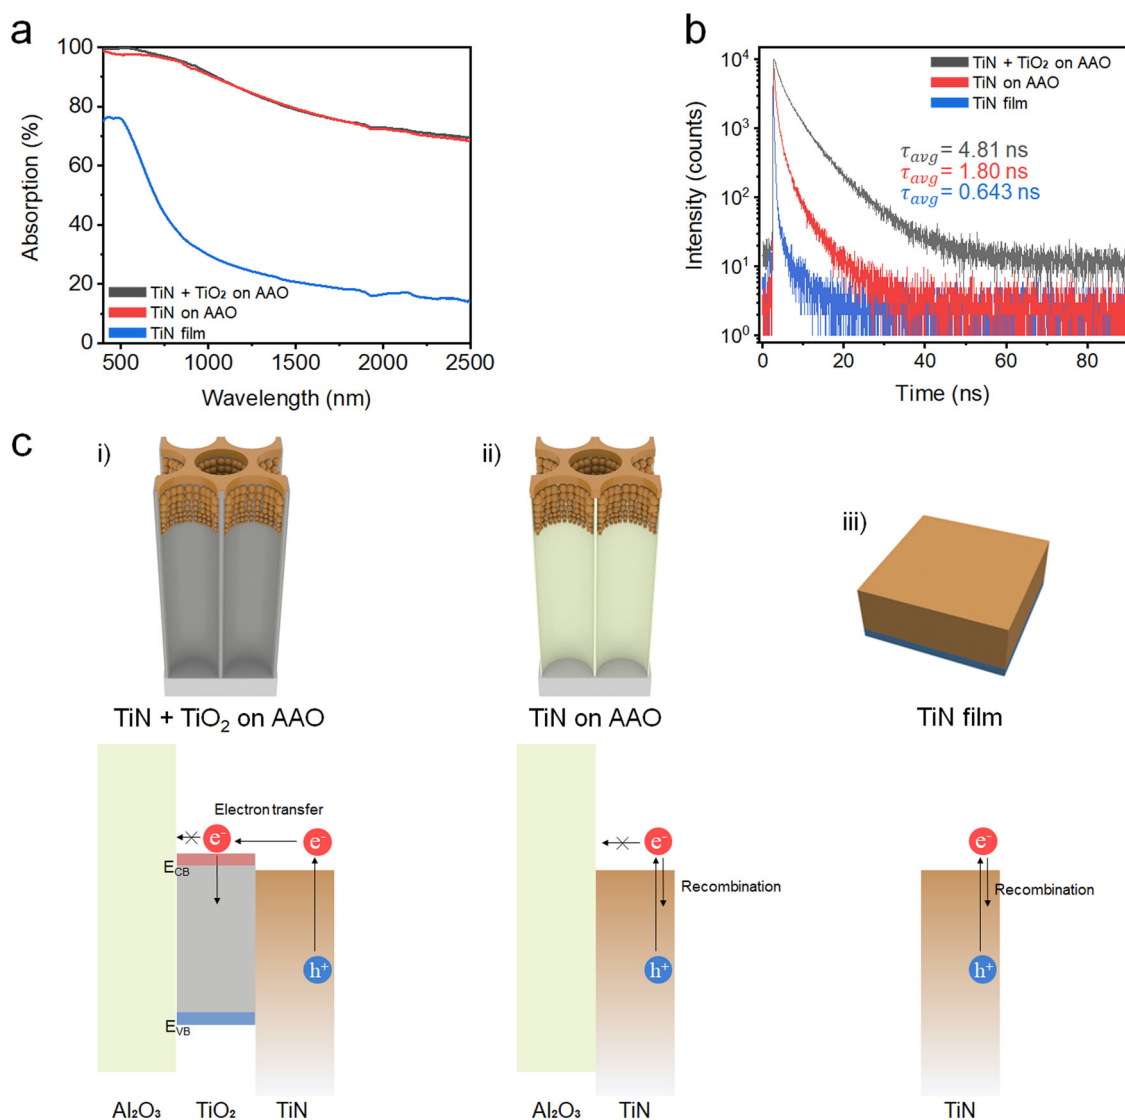 a
Absorption (%)
100
80
60
40
20
0
TiN + TiO₂ on AAO
TiN on AAO
TiN film
500
1000
1500
2000
2500
Wavelength (nm)
b
Intensity (counts)
10⁴
10³
10²
10¹
10⁰
TiN + TiO₂ on AAO
TiN on AAO
TiN film
τavg = 4.81 ns
τavg = 1.80 ns
τavg = 0.643 ns
0
20
40
60
80
Time (ns)
c
i)
TiN + TiO₂ on AAO
ii)
TiN on AAO
iii)
TiN film
Electron transfer
e⁻
e⁻
E_CB
h⁺
E_VB
Al₂O₃
TiO₂
TiN
e⁻
Recombination
h⁺
Al₂O₃
TiN
e⁻
Recombination
h⁺
TiN